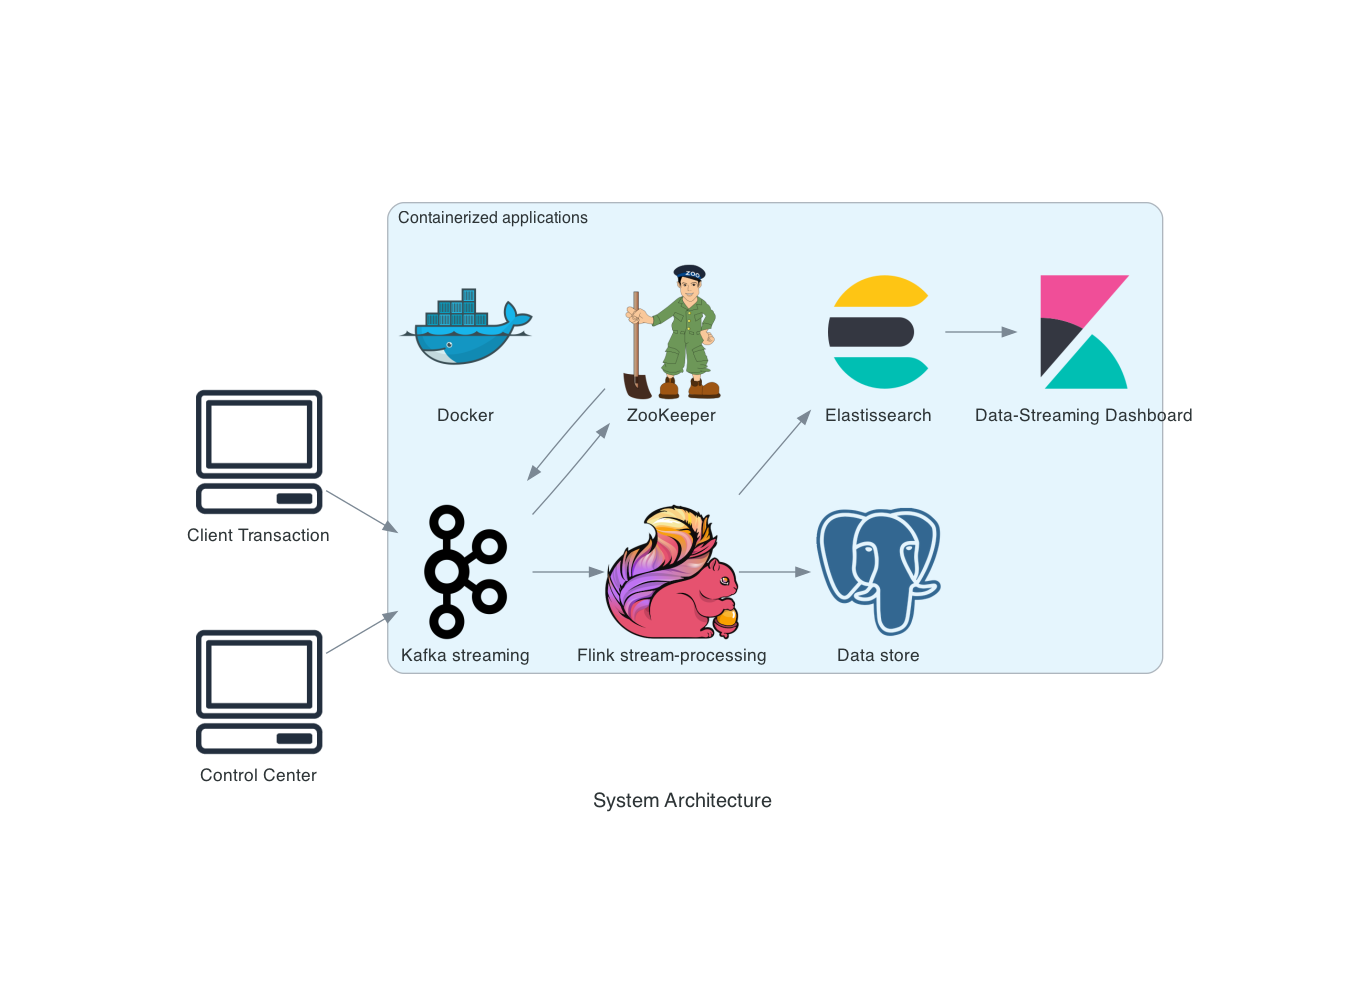 Containerized applications
ZOO
Docker
ZooKeeper
Elastissearch
Data-Streaming Dashboard
Client Transaction
Kafka streaming
Flink stream-processing
Data store
Control Center
System Architecture